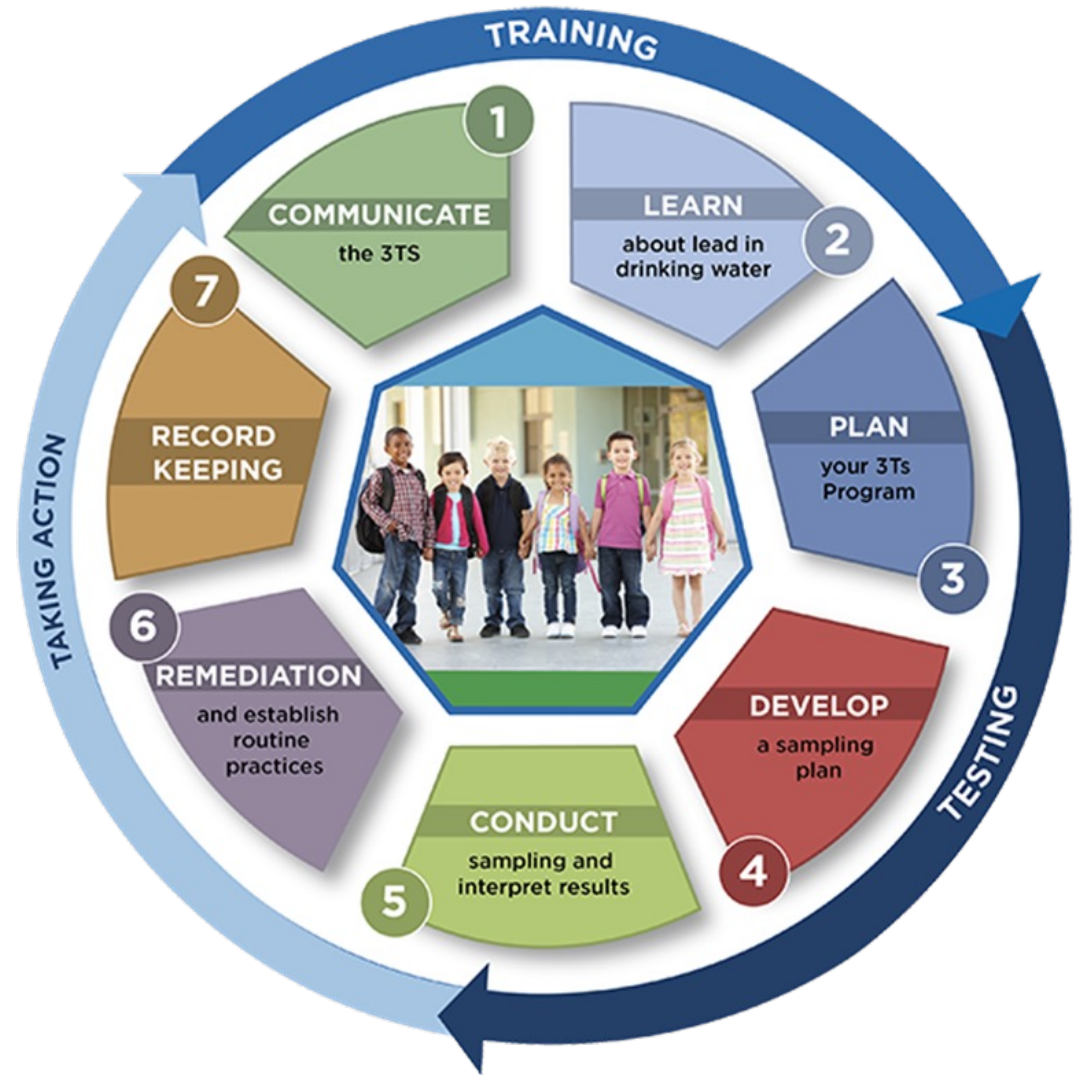 TRAINING
1
COMMUNICATE
the 3TS
2
LEARN
about lead in
drinking water
3
PLAN
your 3Ts
Program
4
DEVELOP
a sampling
plan
TESTING
5
CONDUCT
sampling and
interpret results
6
REMEDIATION
and establish
routine
practices
7
RECORD
KEEPING
TAKING ACTION